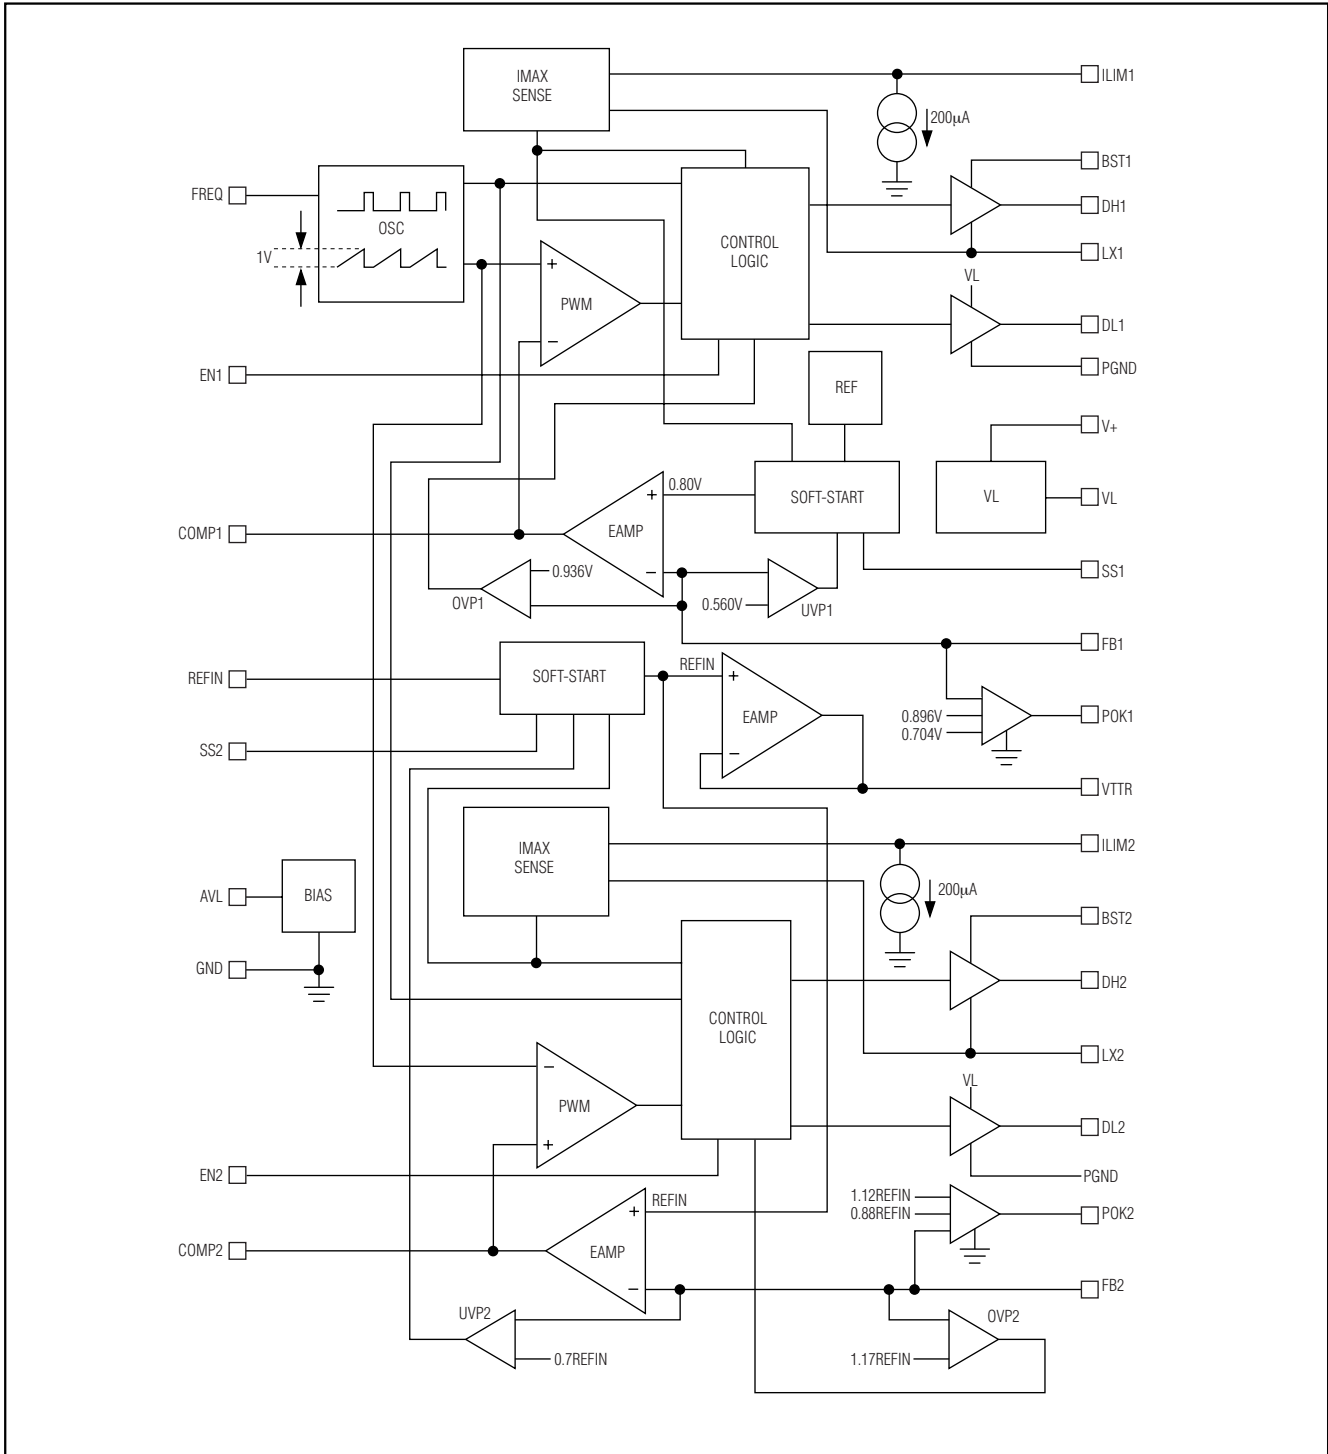 IMAX
SENSE
ILIM1
200µA
BST1
FREQ
OSC
1V
DH1
CONTROL
LOGIC
LX1
VL
+
PWM
−
DL1
EN1
PGND
REF
V+
0.80V
SOFT-START
VL
VL
COMP1
+
EAMP
−
0.936V
OVP1
0.560V
UVP1
SS1
FB1
REFIN
SOFT-START
REFIN
+
EAMP
−
0.896V
0.704V
POK1
SS2
VTTR
IMAX
SENSE
ILIM2
200µA
AVL
BIAS
BST2
GND
DH2
CONTROL
LOGIC
LX2
VL
−
PWM
+
DL2
EN2
PGND
1.12REFIN
0.88REFIN
POK2
REFIN
+
EAMP
−
COMP2
FB2
UVP2
0.7REFIN
OVP2
1.17REFIN